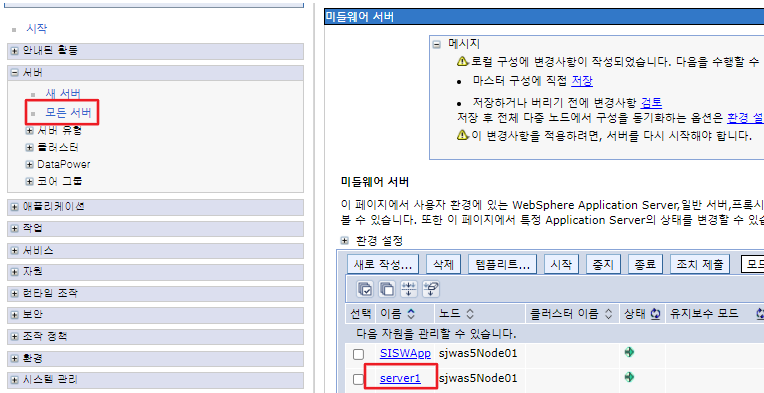 시작
안내된 활동
서버
새 서버
모든 서버
서버 유형
클러스터
DataPower
코어 그룹
애플리케이션
작업
서비스
자원
런타임 조작
보안
조작 정책
환경
시스템 관리
미들웨어 서버
메시지
로컬 구성에 변경사항이 작성되었습니다. 다음을 수행할 수
마스터 구성에 직접 저장
저장하거나 버리기 전에 변경사항 검토
저장 후 전체 다중 노드에서 구성을 동기화하는 옵션은 환경 설
이 변경사항을 적용하려면, 서버를 다시 시작해야 합니다.
미들웨어 서버
이 페이지에서 사용자 환경에 있는 WebSphere Application Server,일반 서버,프록시
볼 수 있습니다. 또한 이 페이지에서 특정 Application Server의 상태를 변경할 수 있습
환경 설정
새로 작성... 삭제 템플리트... 시작 중지 종료 조치 제출 모드
선택 이름 노드 클러스터 이름 상태 유지보수 모드
다음 자원을 관리할 수 있습니다.
SISWApp sjwas5Node01
server1 sjwas5Node01